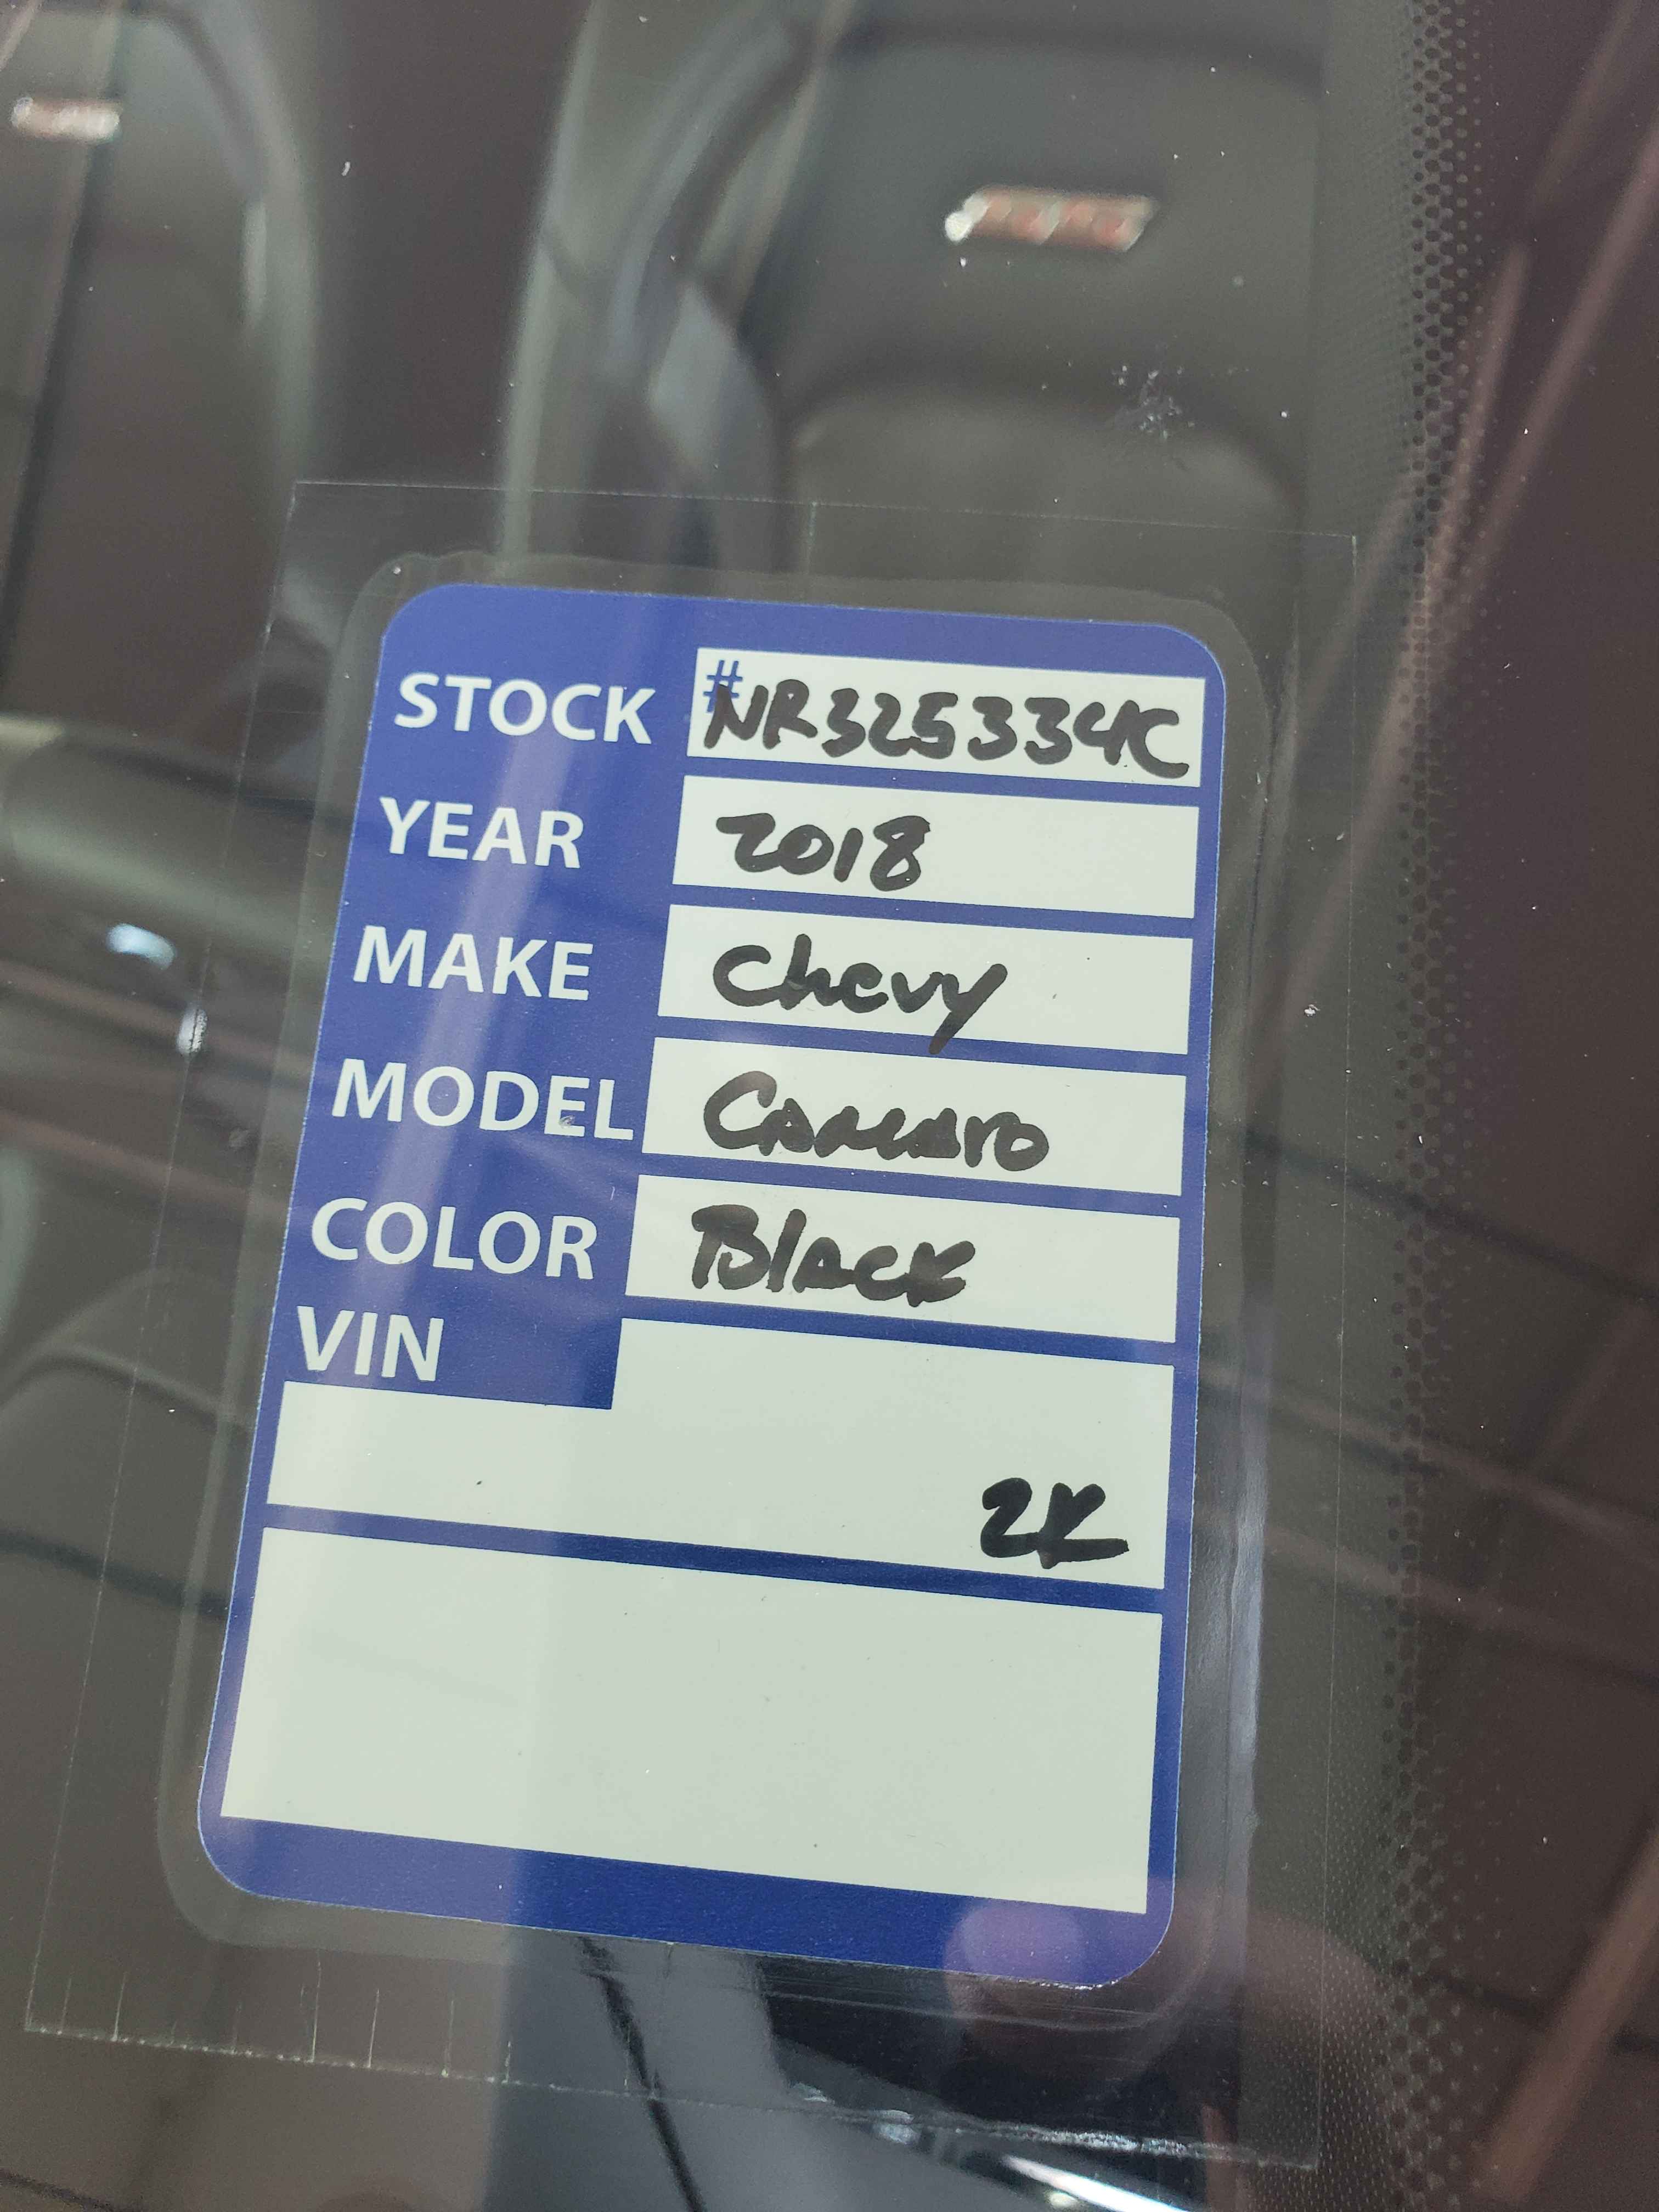 STOCK #NR325334C
YEAR 2018
MAKE Chevy
MODEL Camaro
COLOR Black
VIN
2K